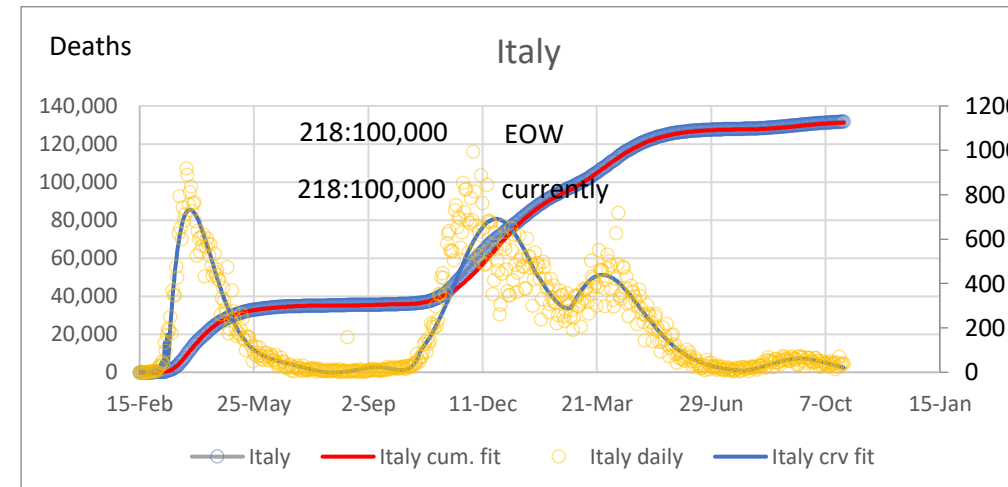 Deaths
Italy
140,000
120,000
100,000
80,000
60,000
40,000
20,000
0
218:100,000 EOW
218:100,000 currently
1200
1000
800
600
400
200
0
15-Feb 25-May 2-Sep 11-Dec 21-Mar 29-Jun 7-Oct 15-Jan
Italy Italy cum. fit Italy daily Italy crv fit